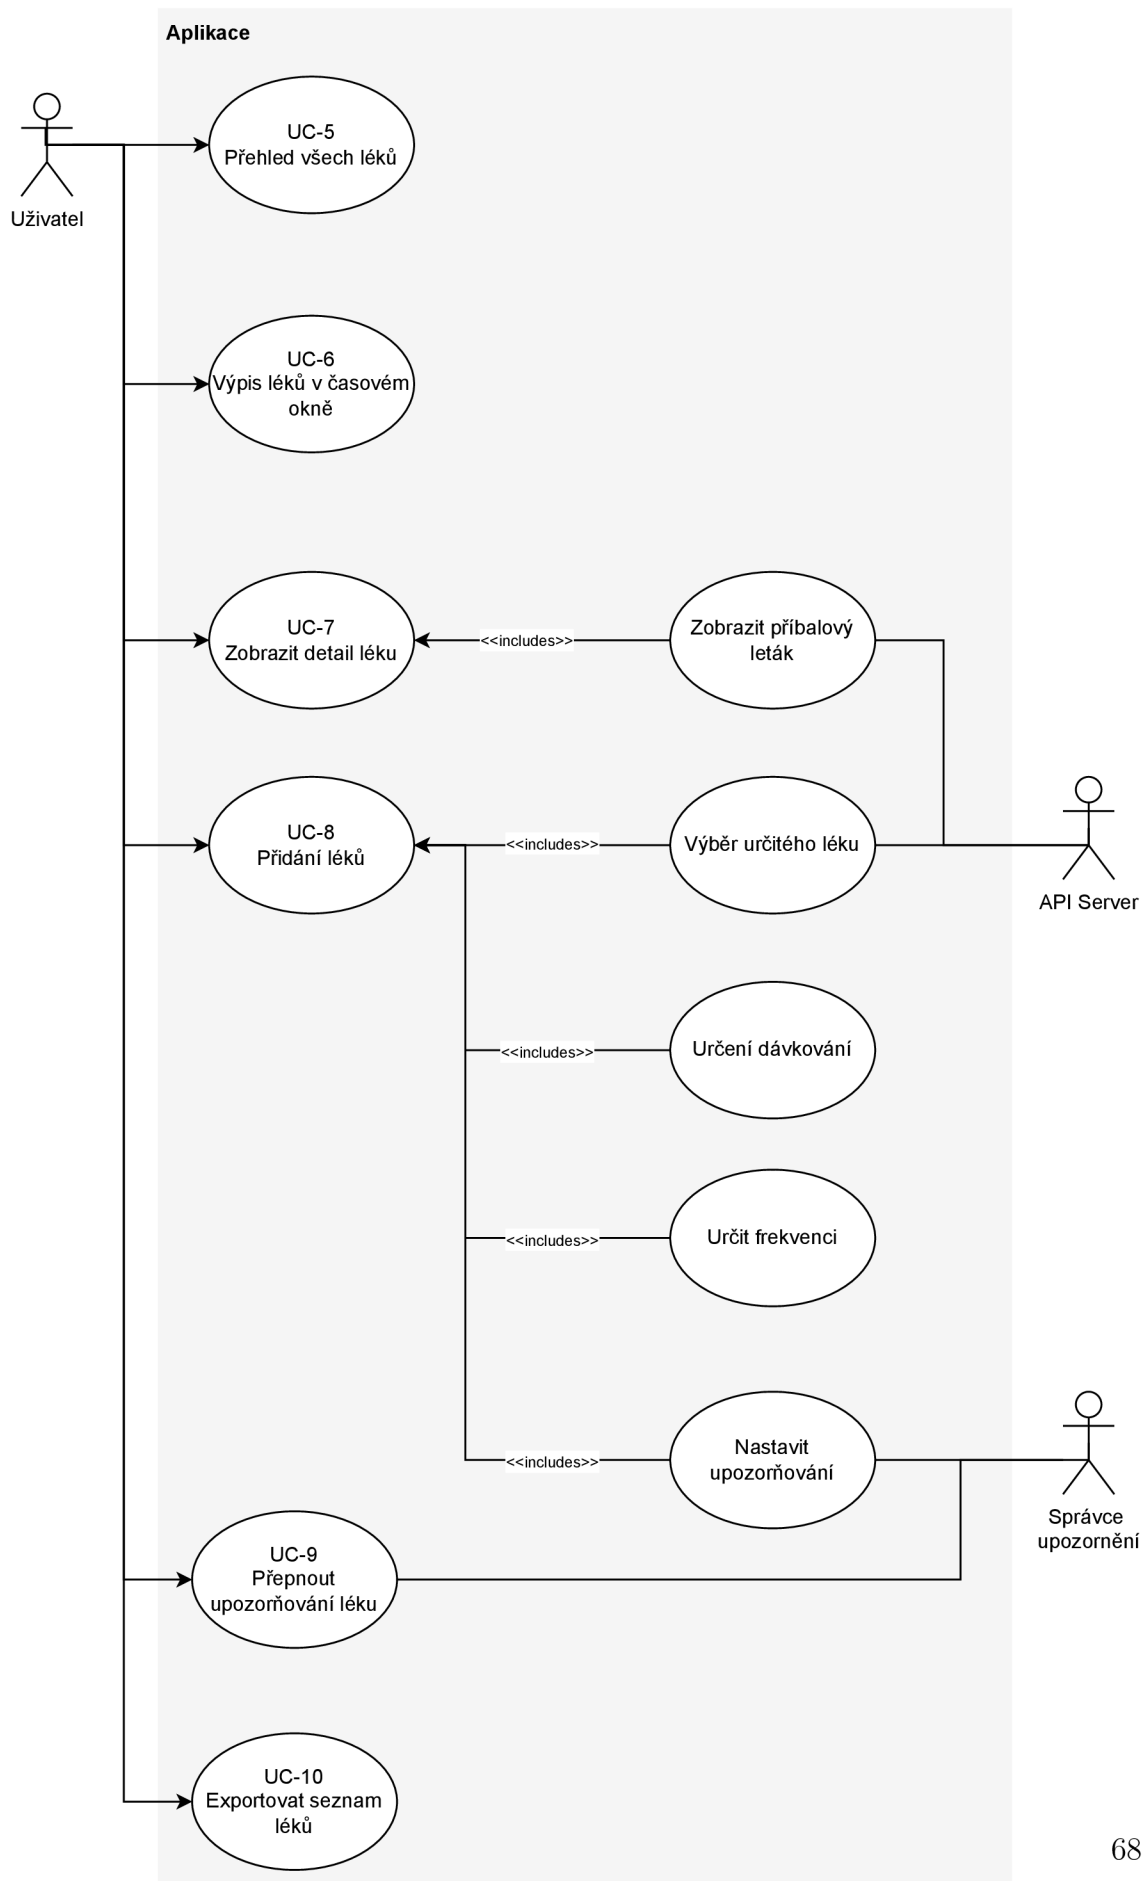 Aplikace
Uživatel
UC-5
Přehled všech léků
UC-6
Výpis léků v časovém
okně
UC-7
Zobrazit detail léku
<<includes>>
Zobrazit příbalový
leták
UC-8
Přidání léků
<<includes>>
Výběr určitého léku
API Server
<<includes>>
Určení dávkování
<<includes>>
Určit frekvenci
<<includes>>
Nastavit
upozorňování
Správce
upozornění
UC-9
Přepnout
upozorňování léku
UC-10
Exportovat seznam
léků
68